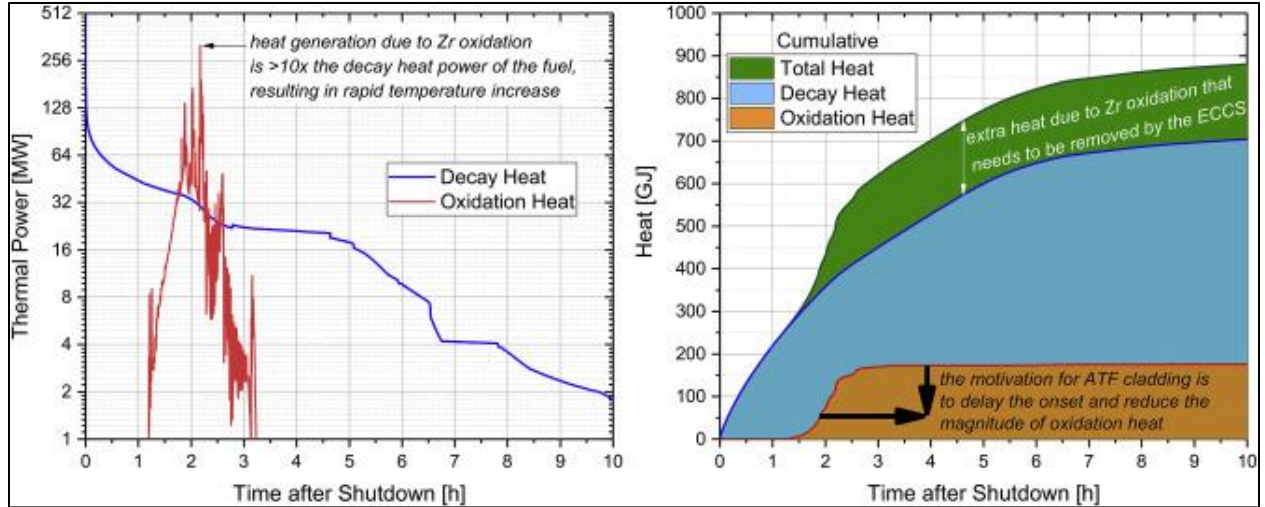 512
256
128
64
32
16
8
4
2
1
Thermal Power [MW]
heat generation due to Zr oxidation
is >10x the decay heat power of the fuel,
resulting in rapid temperature increase
Decay Heat
Oxidation Heat
0 1 2 3 4 5 6 7 8 9 10
Time after Shutdown [h]
1000
900
800
700
600
500
400
300
200
100
0
Heat [GJ]
Cumulative
Total Heat
Decay Heat
Oxidation Heat
extra heat due to Zr oxidation that
needs to be removed by the ECCS
the motivation for ATF cladding is
to delay the onset and reduce the
magnitude of oxidation heat
0 1 2 3 4 5 6 7 8 9 10
Time after Shutdown [h]